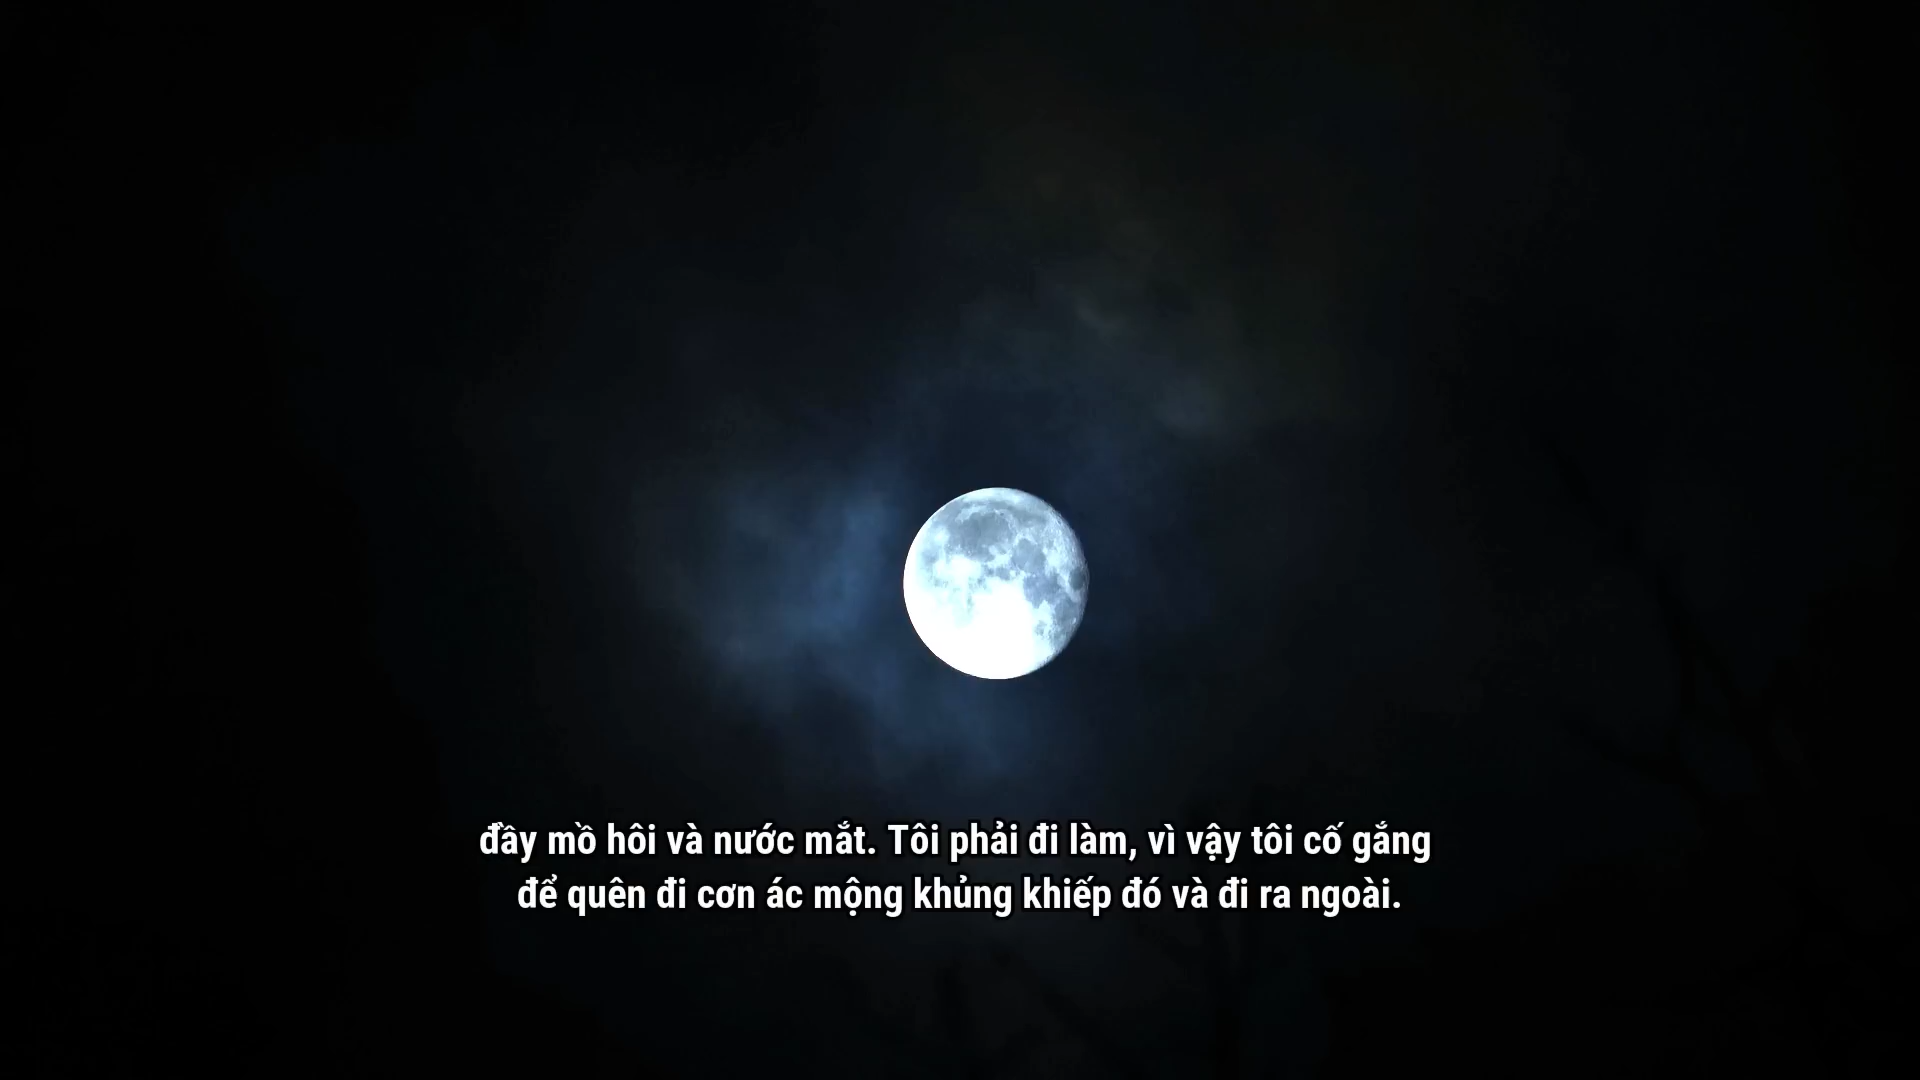 đầy mồ hôi và nước mắt. Tôi phải đi làm, vì vậy tôi cố gắng
để quên đi cơn ác mộng khủng khiếp đó và đi ra ngoài.